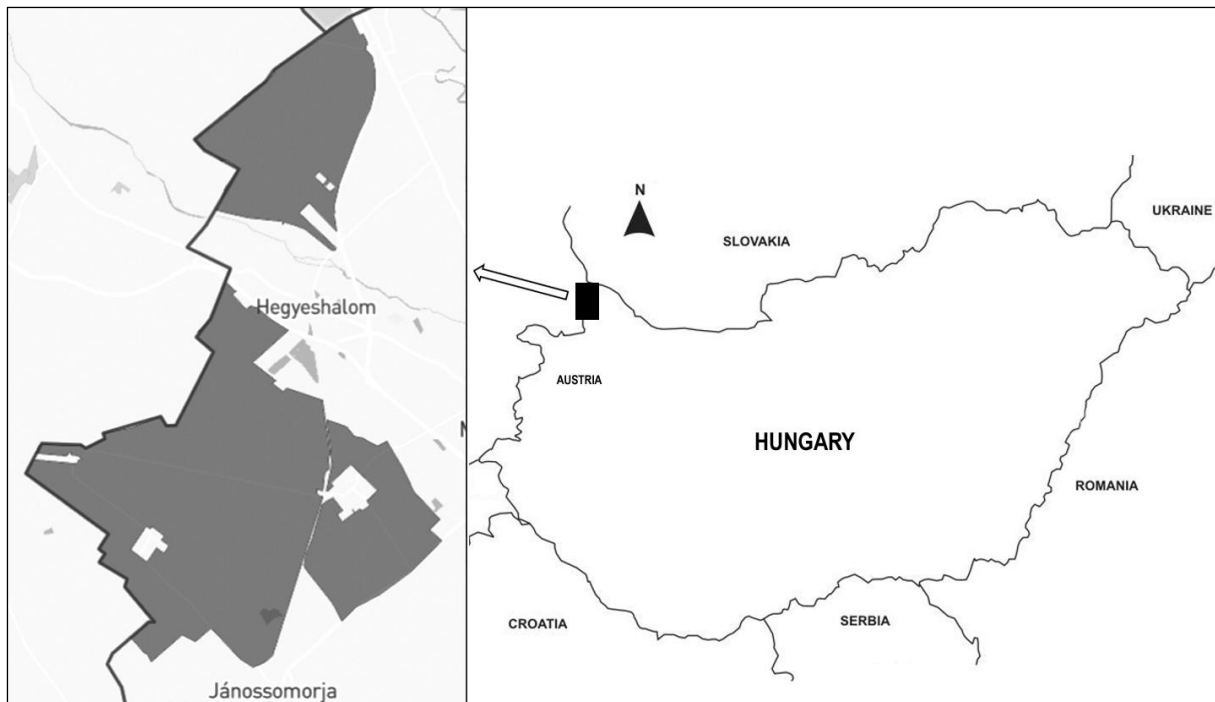 Hegyeshalom
Jánossomorja
N
SLOVAKIA
UKRAINE
AUSTRIA
HUNGARY
ROMANIA
CROATIA
SERBIA